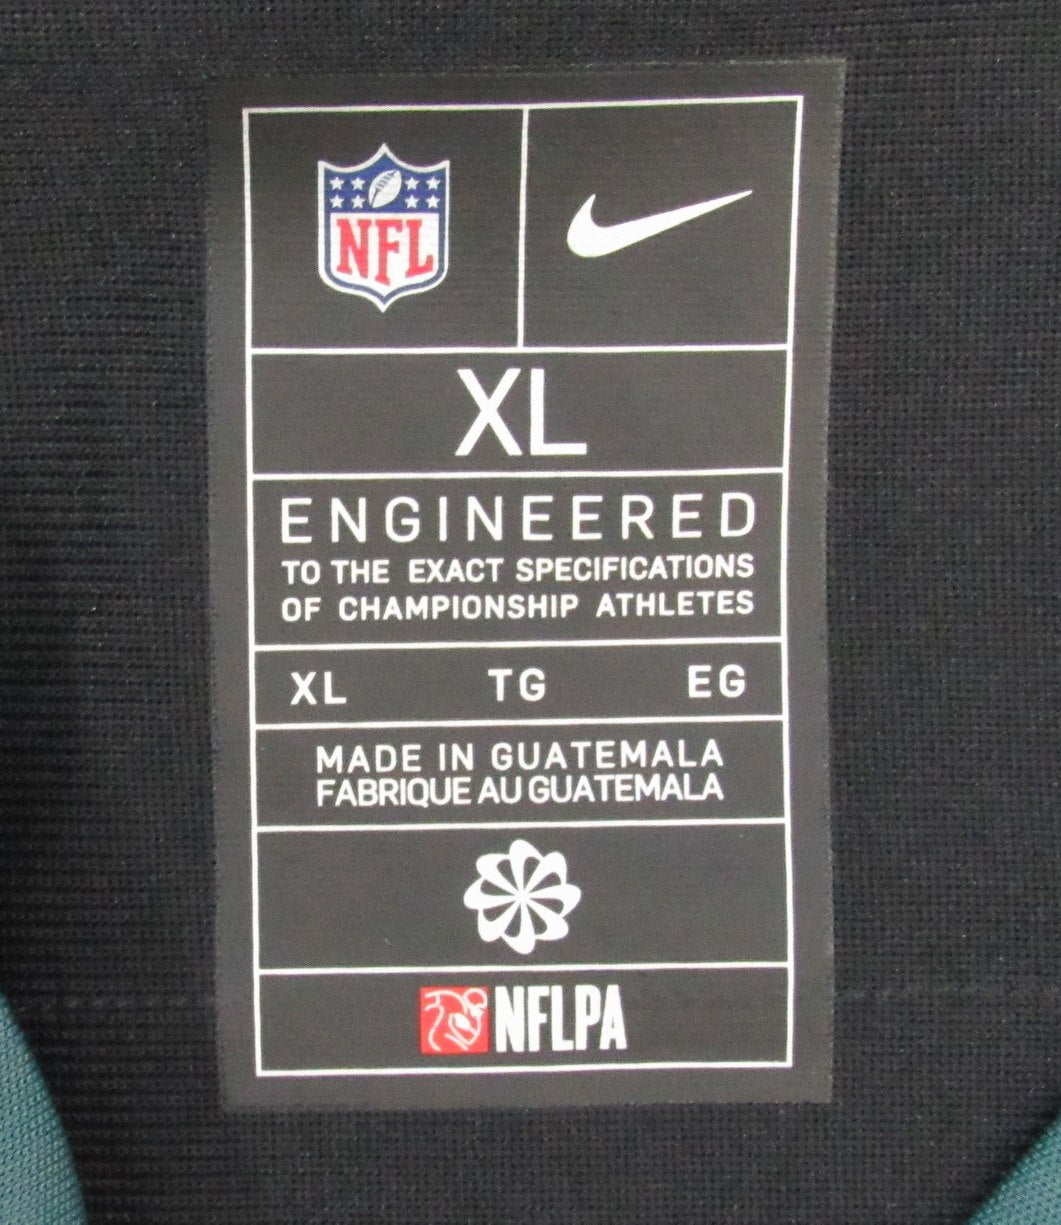 NFL
XL
ENGINEERED
TO THE EXACT SPECIFICATIONS
OF CHAMPIONSHIP ATHLETES
XL TG EG
MADE IN GUATEMALA
FABRIQUE AU GUATEMALA
NFLPA